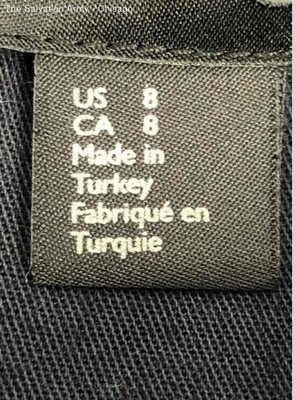 The Salvation Army - Chicago
US 8
CA 8
Made in
Turkey
Fabriqué en
Turquie